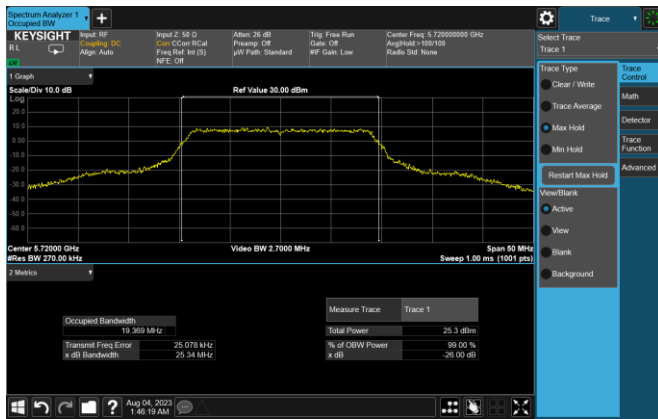 Spectrum Analyzer 1
Occupied BW
Trace
KEYSIGHT
R L
LM
Input: RF
Coupling: DC
Align: Auto
Input Z: 50 Ω
Corr CCorr RCal
Freq Ref: Int (S)
NFE: Off
Atten: 26 dB
Preamp: Off
µW Path: Standard
Trig: Free Run
Gate: Off
#IF Gain: Low
Center Freq: 5.720000000 GHz
Avg|Hold:>100/100
Radio Std: None
Select Trace
Trace 1
1 Graph
Scale/Div 10.0 dB
Ref Value 30.00 dBm
Log
20.0
10.0
0.00
-10.0
-20.0
-30.0
-40.0
-50.0
-60.0
Center 5.72000 GHz
#Res BW 270.00 kHz
Video BW 2.7000 MHz
Span 50 MHz
Sweep 1.00 ms (1001 pts)
Trace Type
Clear / Write
Trace Average
Max Hold
Min Hold
Restart Max Hold
View/Blank
Active
View
Blank
Background
Trace
Control
Math
Detector
Trace
Function
Advanced
2 Metrics
Occupied Bandwidth
19.369 MHz
Transmit Freq Error 25.078 kHz
x dB Bandwidth 25.34 MHz
Measure Trace Trace 1
Total Power 25.3 dBm
% of OBW Power 99.00 %
x dB -26.00 dB
Aug 04, 2023
1:46:19 AM